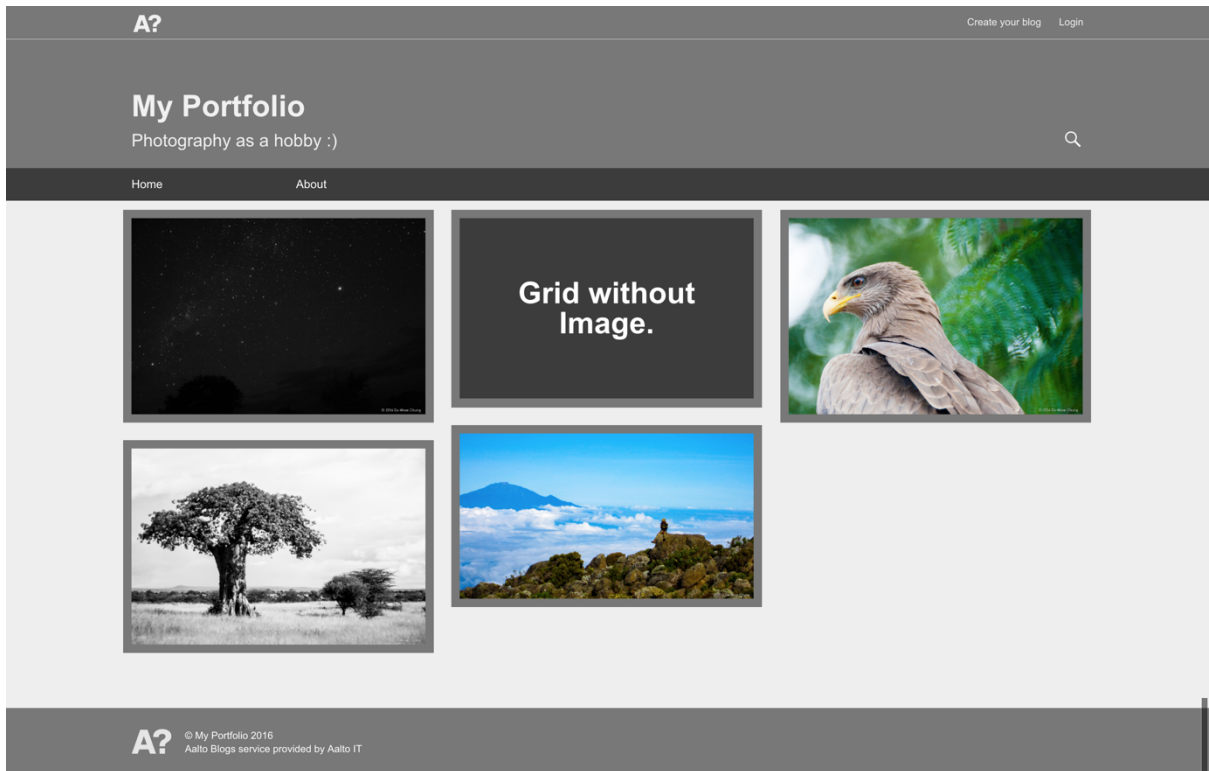 A?
Create your blog
Login
My Portfolio
Photography as a hobby :)
Home
About
Grid without
Image.
A?
© My Portfolio 2016
Aalto Blogs service provided by Aalto IT